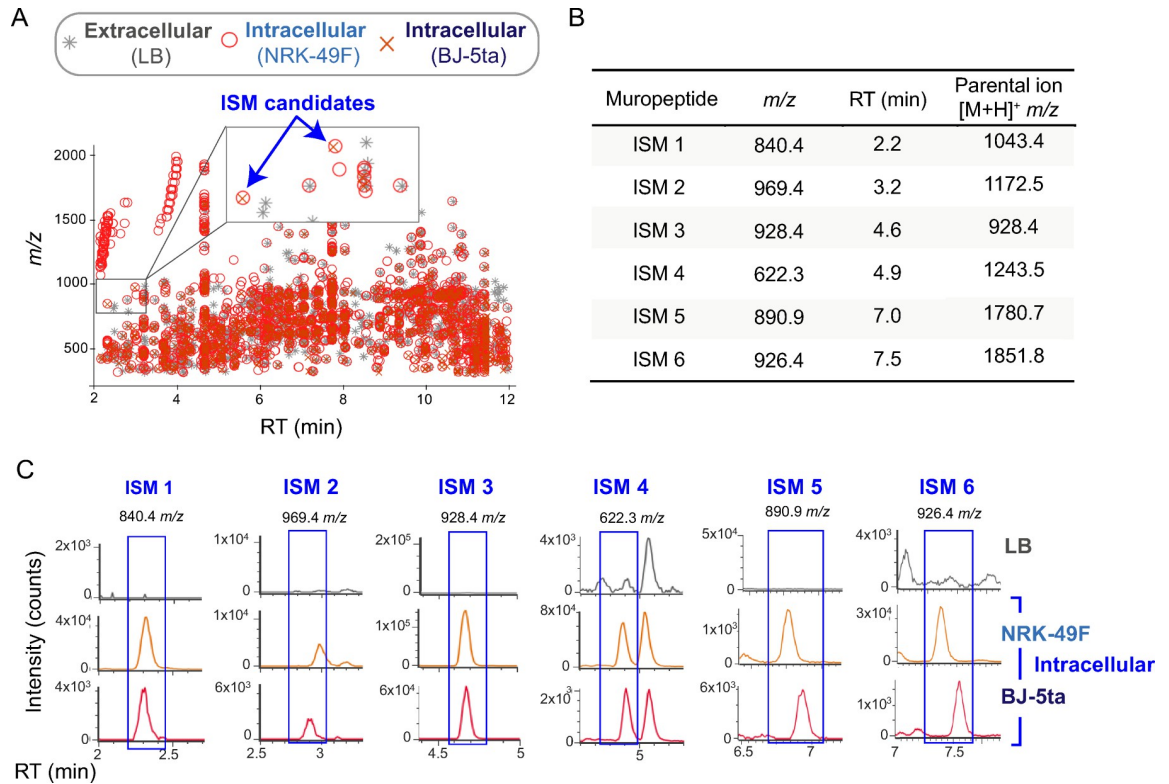 A
Extracellular (LB)
Intracellular (NRK-49F)
Intracellular (BJ-5ta)
ISM candidates
2000
1500
1000
500
m/z
2 4 6 8 10 12
RT (min)
B
Muropeptide m/z RT (min) Parental ion [M+H]⁺ m/z
ISM 1 840.4 2.2 1043.4
ISM 2 969.4 3.2 1172.5
ISM 3 928.4 4.6 928.4
ISM 4 622.3 4.9 1243.5
ISM 5 890.9 7.0 1780.7
ISM 6 926.4 7.5 1851.8
C
ISM 1 ISM 2 ISM 3 ISM 4 ISM 5 ISM 6
840.4 m/z 969.4 m/z 928.4 m/z 622.3 m/z 890.9 m/z 926.4 m/z
Intensity (counts)
2x10³ 1x10⁴ 2x10⁵ 4x10³ 5x10⁴ LB
0 0 0 0 0
4x10⁴ 1x10⁴ 1x10⁵ 8x10⁴ 1x10³ 3x10⁴ NRK-49F
0 0 0 0 0 0
Intracellular
4x10³ 6x10³ 6x10⁴ 2x10³ 6x10³ 1x10³ BJ-5ta
0 0 0 0 0 0
2 2.5 2.5 3 4.5 5 5 6.5 7 7 7.5
RT (min)